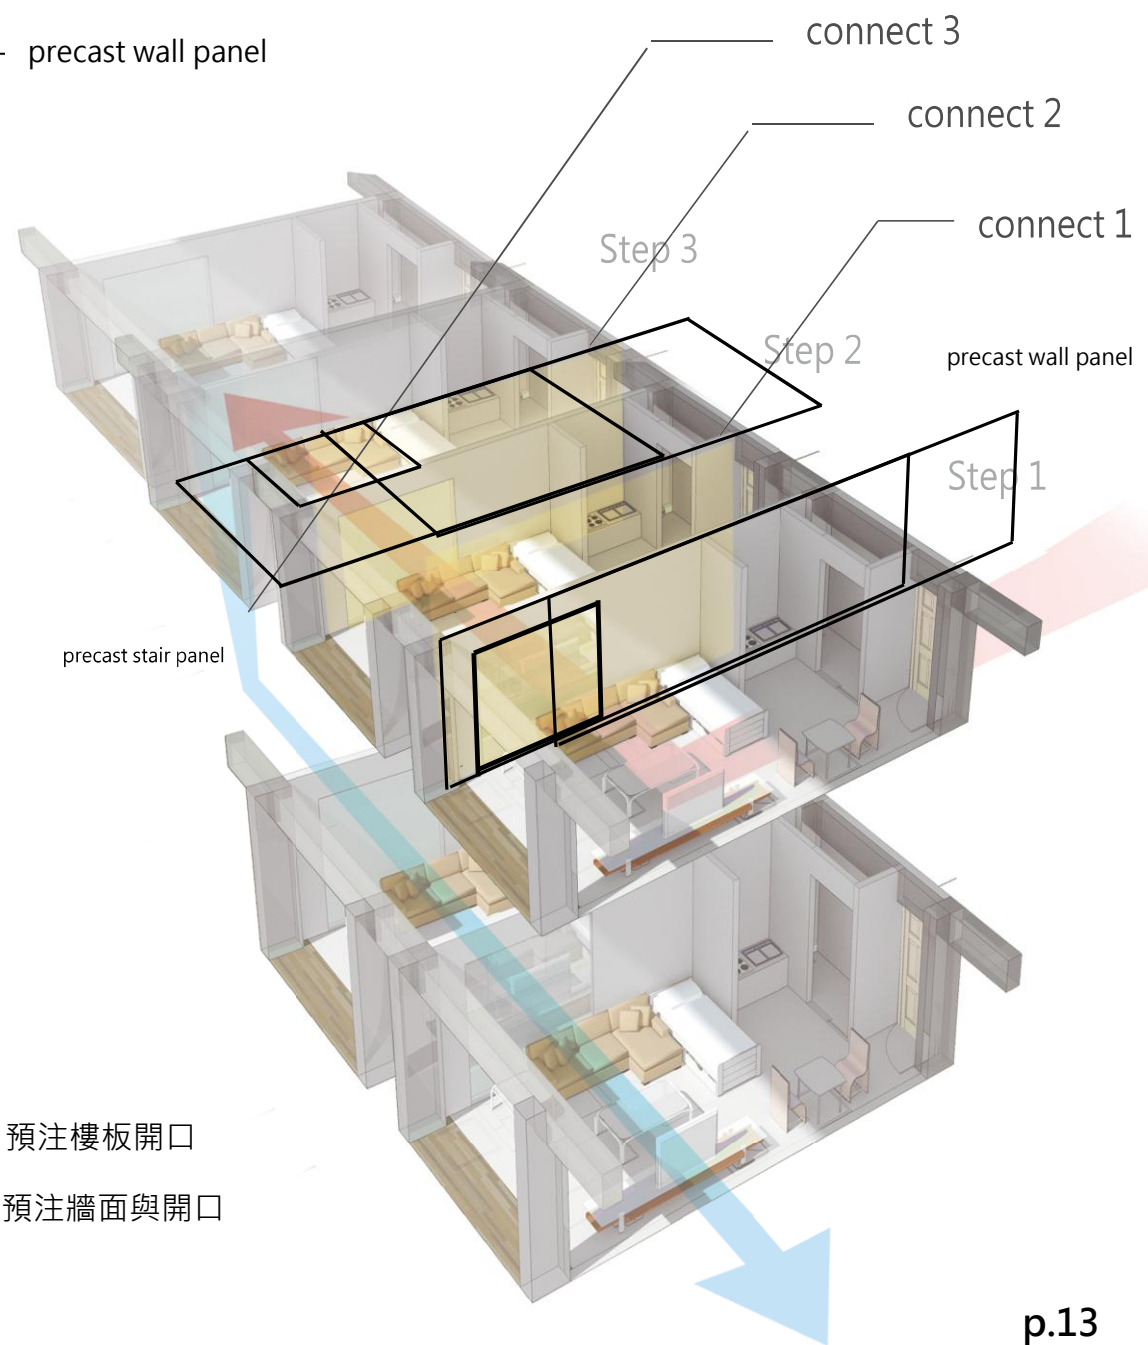 connect 3
- precast wall panel
connect 2
connect 1
Step 3
Step 2
precast wall panel
Step 1
precast stair panel
預注樓板開口
預注牆面與開口
p.13